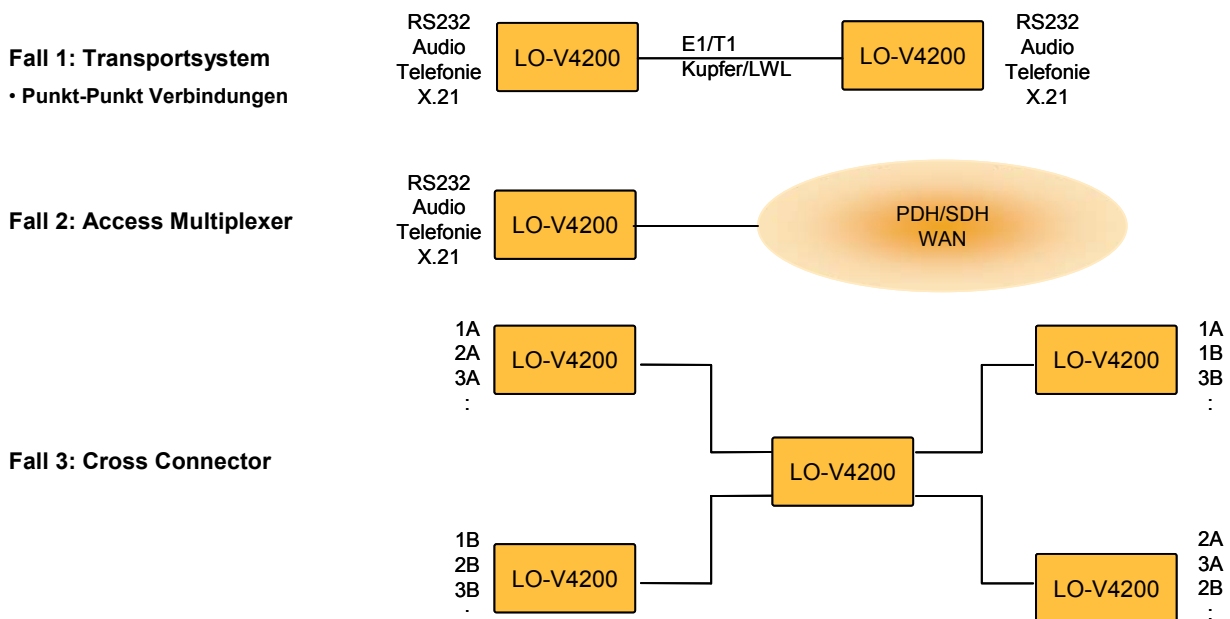 Fall 1: Transportsystem
• Punkt-Punkt Verbindungen
RS232
Audio
Telefonie
X.21
LO-V4200
E1/T1
Kupfer/LWL
LO-V4200
RS232
Audio
Telefonie
X.21
Fall 2: Access Multiplexer
RS232
Audio
Telefonie
X.21
LO-V4200
PDH/SDH
WAN
Fall 3: Cross Connector
1A
2A
3A
:
LO-V4200
LO-V4200
1A
1B
3B
:
LO-V4200
1B
2B
3B
:
LO-V4200
LO-V4200
2A
3A
2B
: